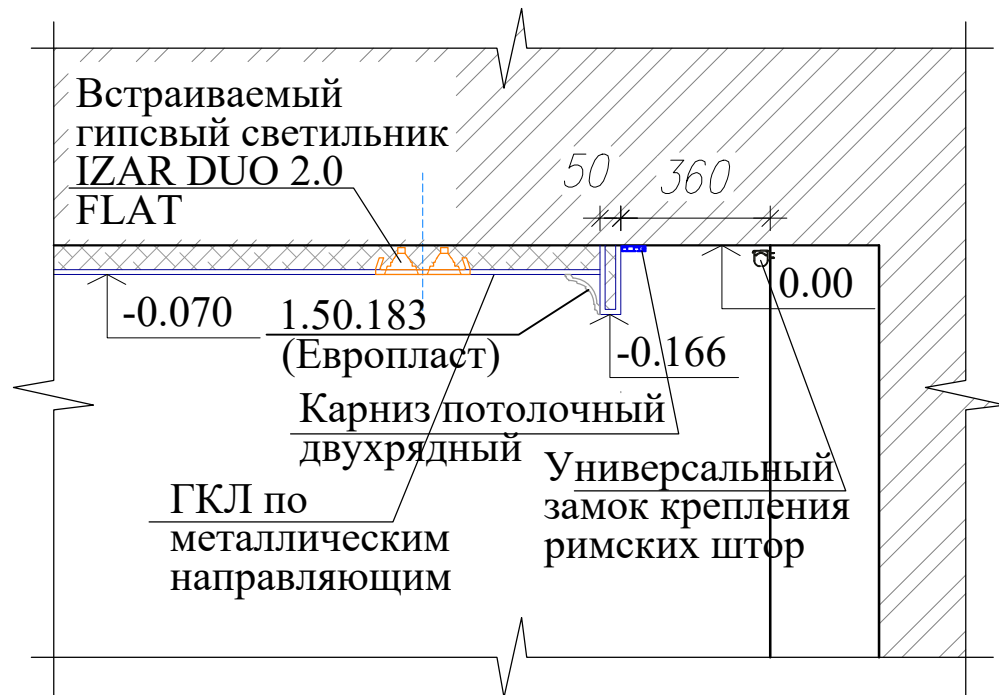 Встраиваемый
гипсвый светильник
IZAR DUO 2.0
FLAT
50
360
0.00
-0.070
1.50.183
(Европласт)
-0.166
Карниз потолочный
двухрядный
Универсальный
замок крепления
римских штор
ГКЛ по
металлическим
направляющим